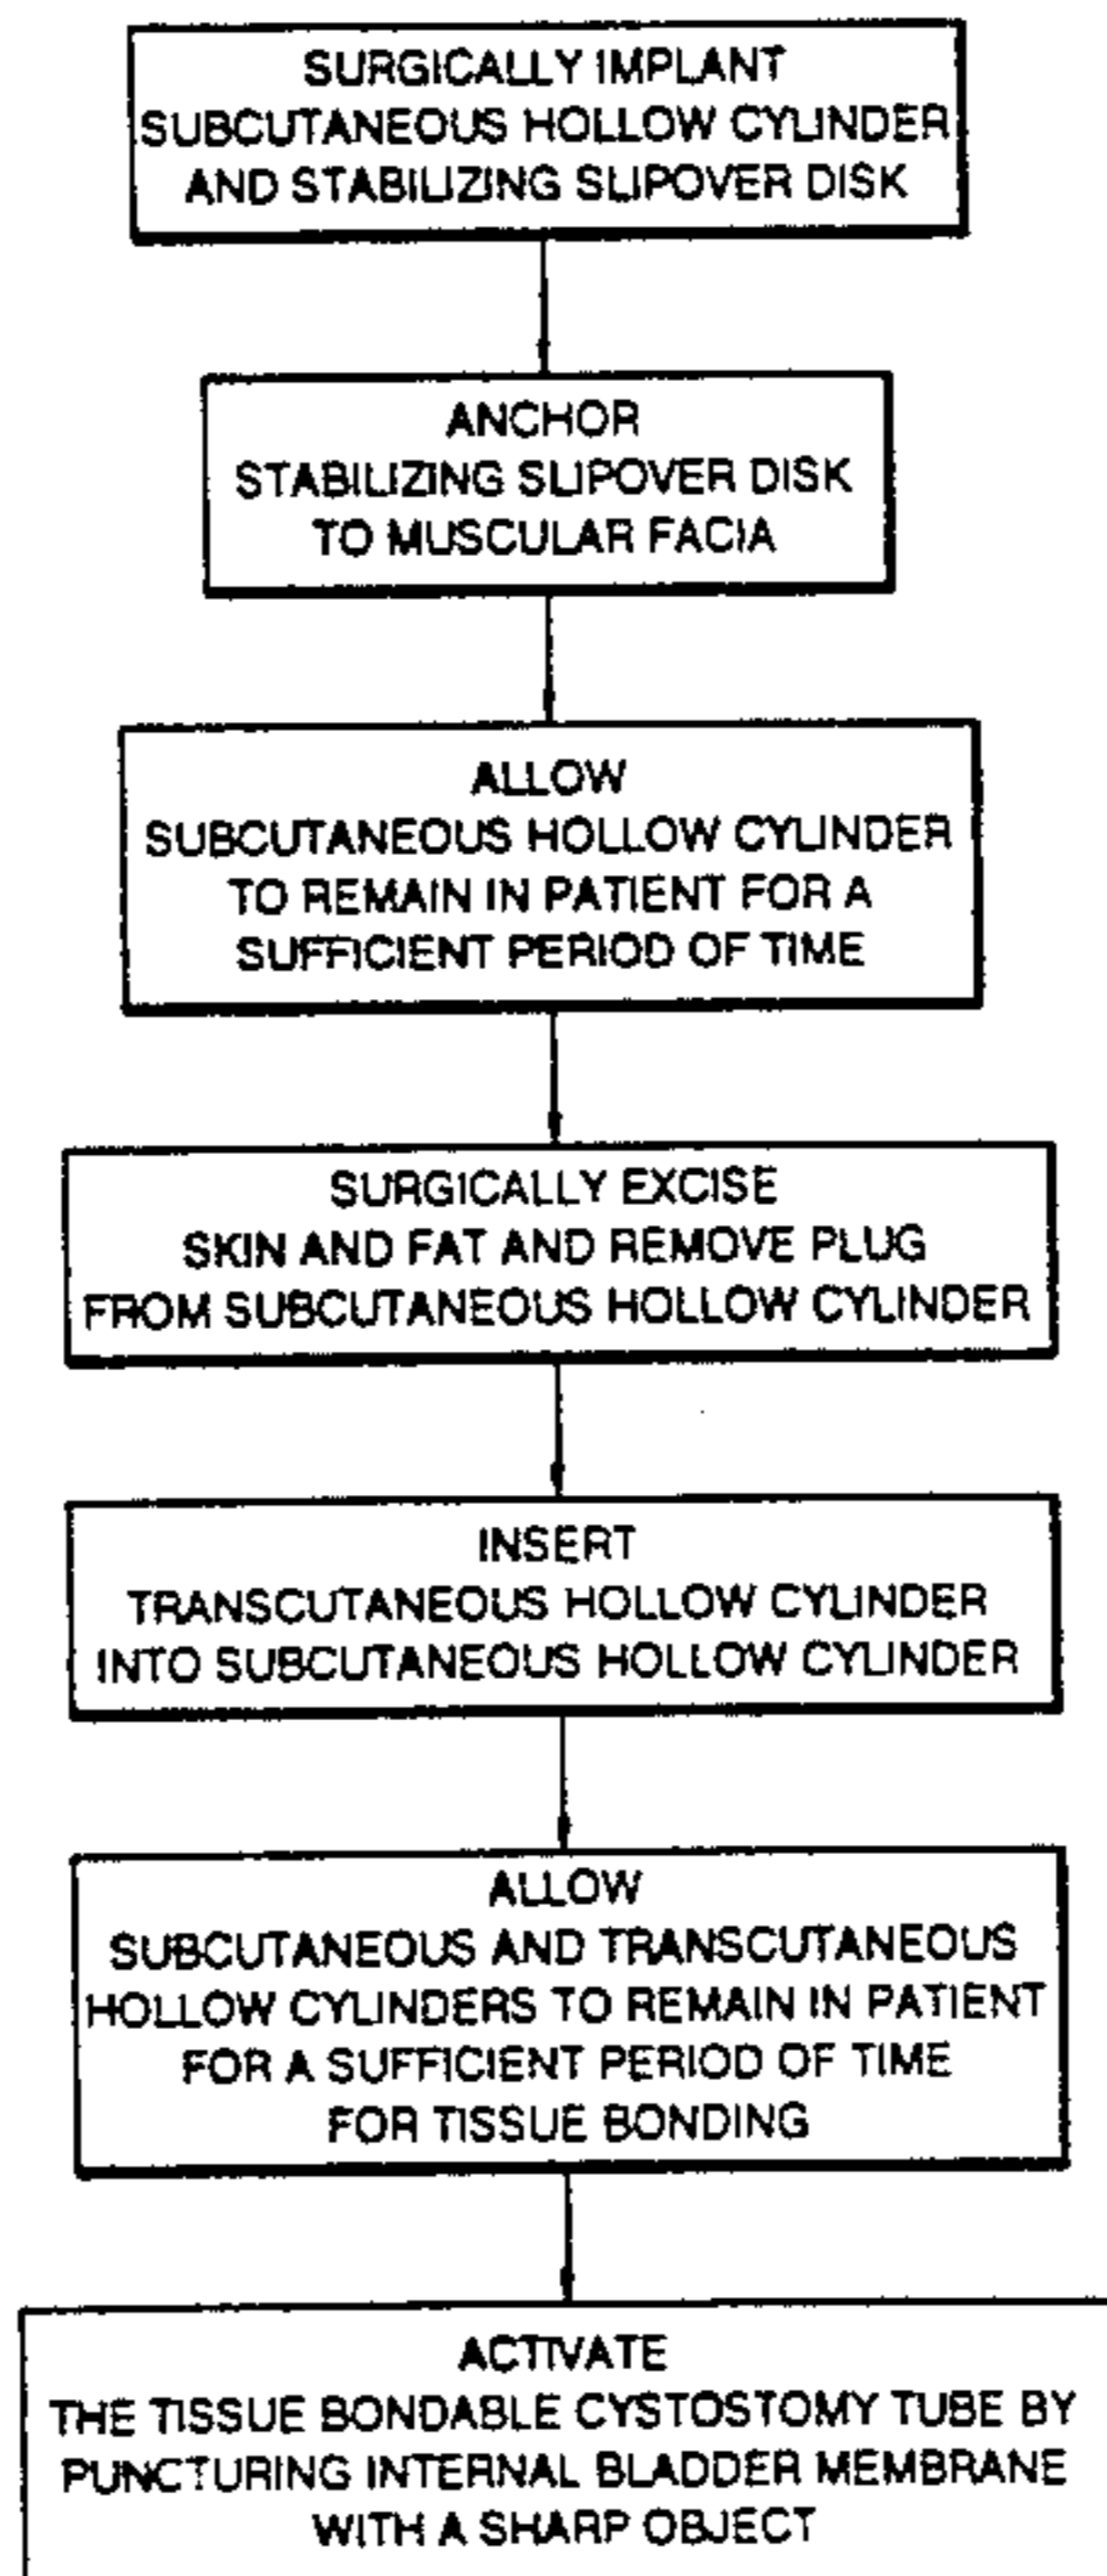 SURGICALLY IMPLANT
SUBCUTANEOUS HOLLOW CYLINDER
AND STABILIZING SLIPOVER DISK
ANCHOR
STABILIZING SLIPOVER DISK
TO MUSCULAR FACIA
ALLOW
SUBCUTANEOUS HOLLOW CYLINDER
TO REMAIN IN PATIENT FOR A
SUFFICIENT PERIOD OF TIME
SURGICALLY EXCISE
SKIN AND FAT AND REMOVE PLUG
FROM SUBCUTANEOUS HOLLOW CYLINDER
INSERT
TRANSCUTANEOUS HOLLOW CYLINDER
INTO SUBCUTANEOUS HOLLOW CYLINDER
ALLOW
SUBCUTANEOUS AND TRANSCUTANEOUS
HOLLOW CYLINDERS TO REMAIN IN PATIENT
FOR A SUFFICIENT PERIOD OF TIME
FOR TISSUE BONDING
ACTIVATE
THE TISSUE BONDABLE CYSTOSTOMY TUBE BY
PUNCTURING INTERNAL BLADDER MEMBRANE
WITH A SHARP OBJECT